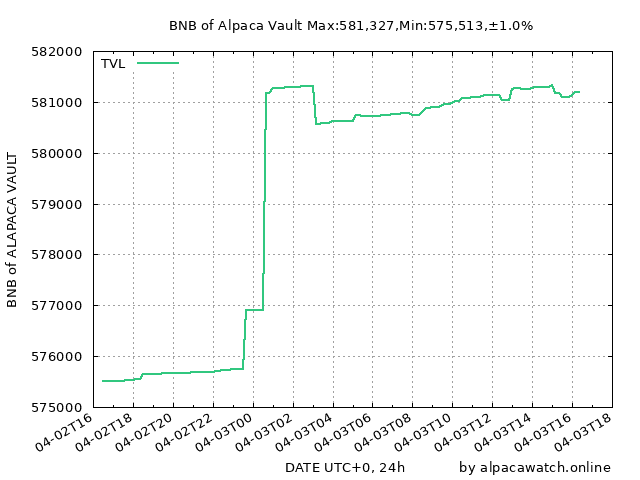 BNB of Alpaca Vault Max:581,327,Min:575,513,±1.0%
TVL
582000
581000
580000
579000
578000
577000
576000
575000
BNB of ALAPACA VAULT
04-02T16
04-02T18
04-02T20
04-02T22
04-03T00
04-03T02
04-03T04
04-03T06
04-03T08
04-03T10
04-03T12
04-03T14
04-03T16
04-03T18
DATE UTC+0, 24h
by alpacawatch.online